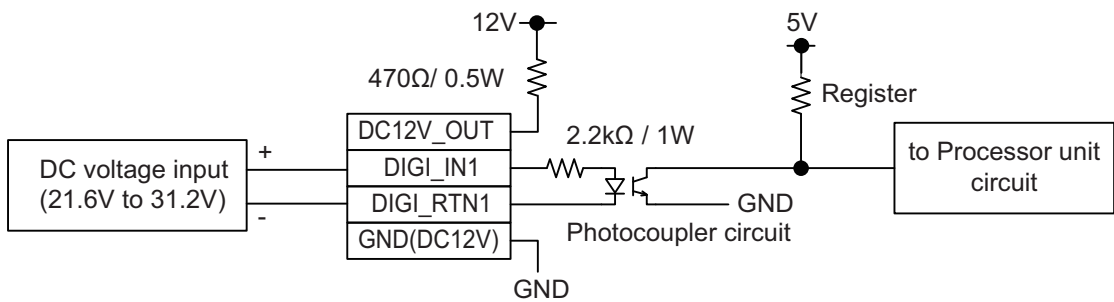 12V
5V
470Ω/ 0.5W
Register
DC12V_OUT
2.2kΩ / 1W
DC voltage input
(21.6V to 31.2V)
+
-
DIGI_IN1
DIGI_RTN1
GND(DC12V)
GND
Photocoupler circuit
GND
to Processor unit
circuit